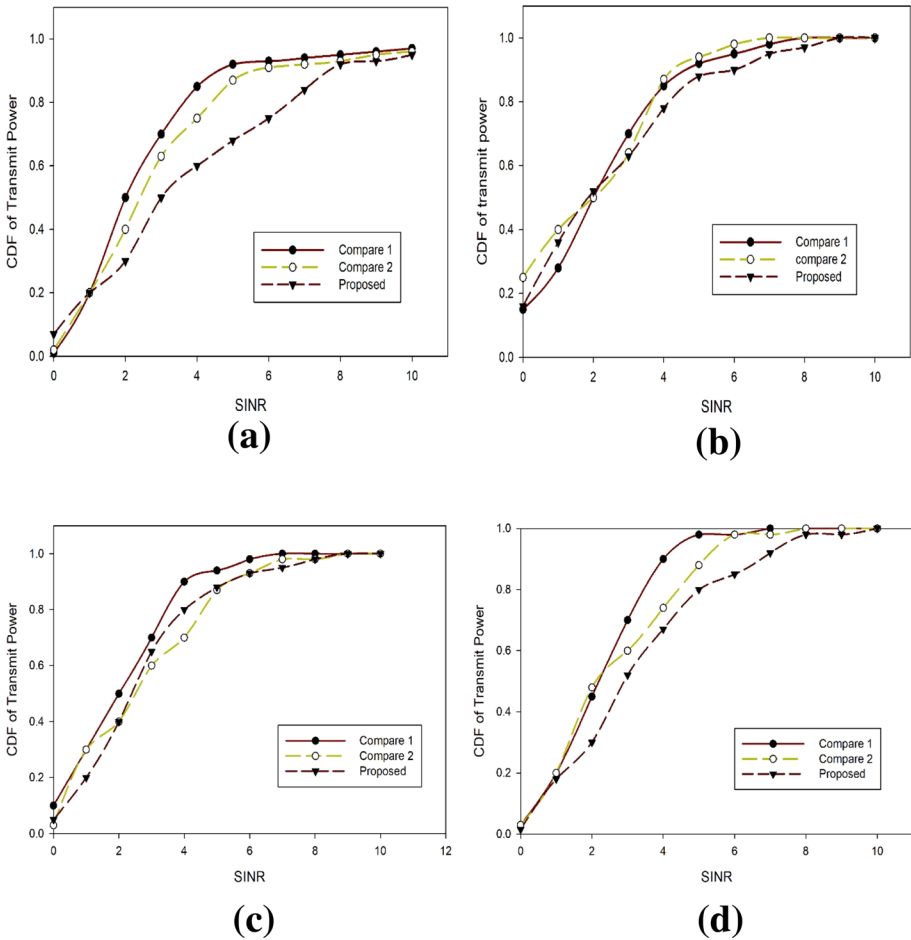 CDF of Transmit Power
1.0
0.8
0.6
0.4
0.2
0.0
Compare 1
Compare 2
Proposed
0 2 4 6 8 10
SINR
(a)
CDF of transmit power
1.0
0.8
0.6
0.4
0.2
0.0
Compare 1
compare 2
Proposed
0 2 4 6 8 10
SINR
(b)
CDF of Transmit Power
1.0
0.8
0.6
0.4
0.2
0.0
Compare 1
Compare 2
Proposed
0 2 4 6 8 10 12
SINR
(c)
CDF of Transmit Power
1.0
0.8
0.6
0.4
0.2
0.0
Compare 1
Compare 2
Proposed
0 2 4 6 8 10
SINR
(d)